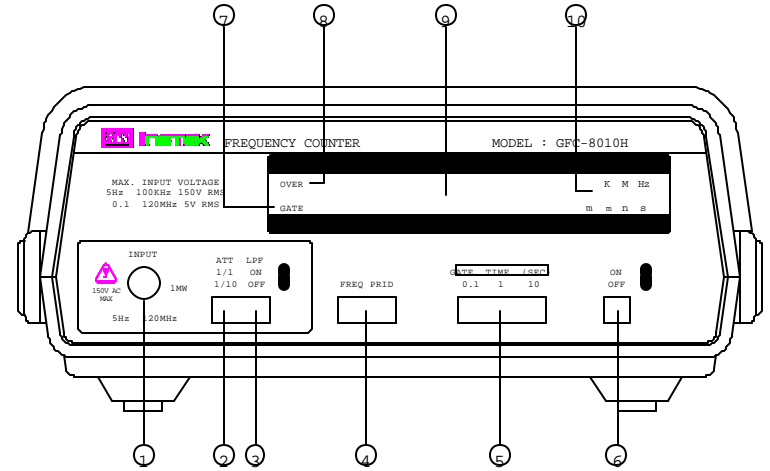 7 8 9 10
FREQUENCY COUNTER MODEL : GFC-8010H
OVER K M Hz
GATE m m n s
MAX. INPUT VOLTAGE
5Hz 100KHz 150V RMS
0.1 120MHz 5V RMS
INPUT
150V AC
MAX
1MW
5Hz 120MHz
ATT LPF
1/1 ON
1/10 OFF
FREQ PRID
GATE TIME (SEC)
0.1 1 10
ON
OFF
1 2 3 4 5 6